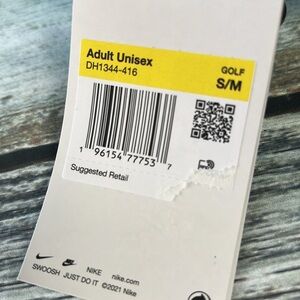 Adult Unisex
DH1344-416
GOLF
S/M
1 96154 77753 7
Suggested Retail
NIKE nike.com
SWOOSH JUST DO IT ©2021 Nike